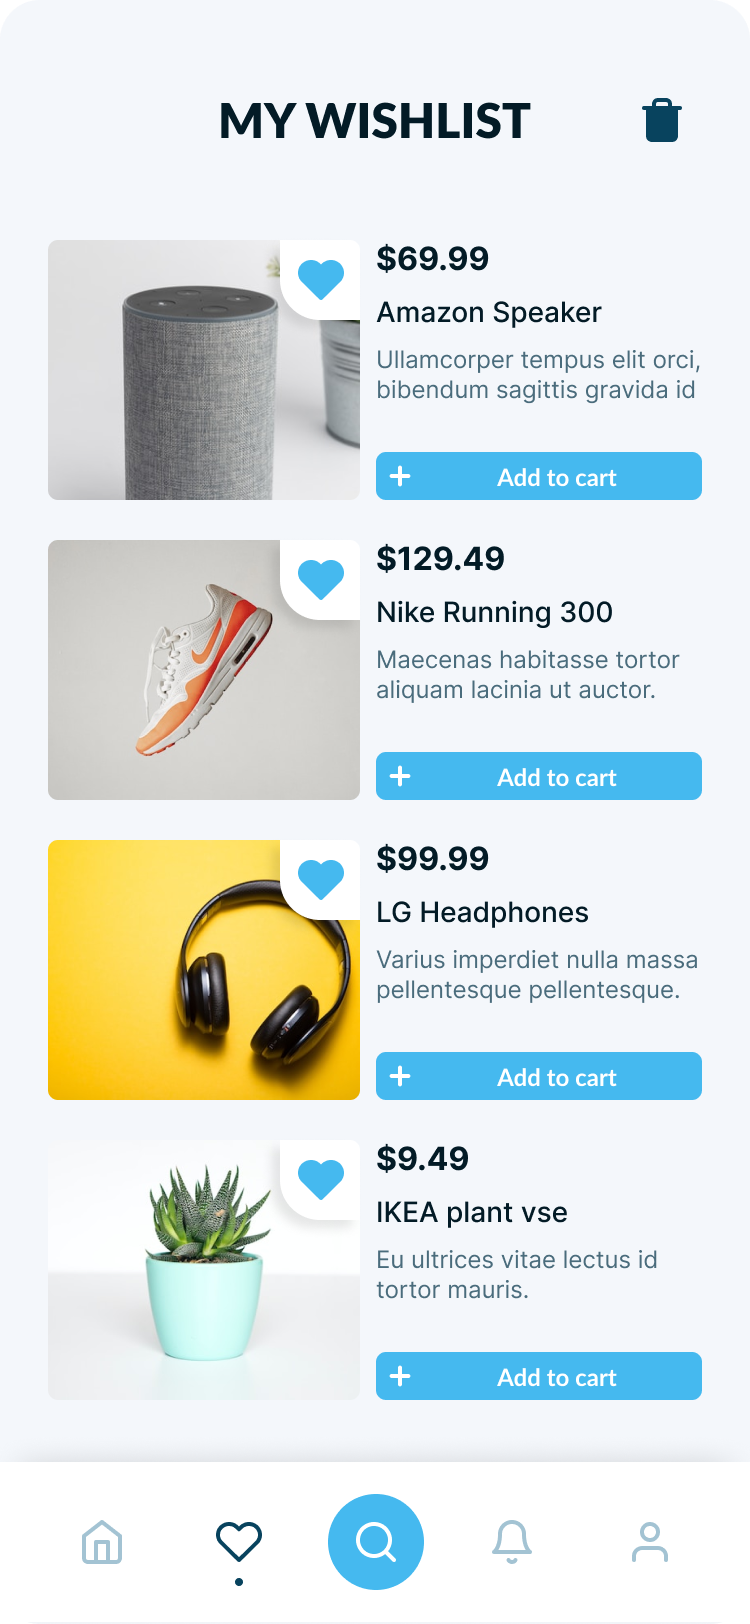 MY WISHLIST
$69.99
Amazon Speaker
Ullamcorper tempus elit orci,
bibendum sagittis gravida id
Add to cart
$129.49
Nike Running 300
Maecenas habitasse tortor
aliquam lacinia ut auctor.
Add to cart
$99.99
LG Headphones
Varius imperdiet nulla massa
pellentesque pellentesque.
Add to cart
$9.49
IKEA plant vse
Eu ultrices vitae lectus id
tortor mauris.
Add to cart